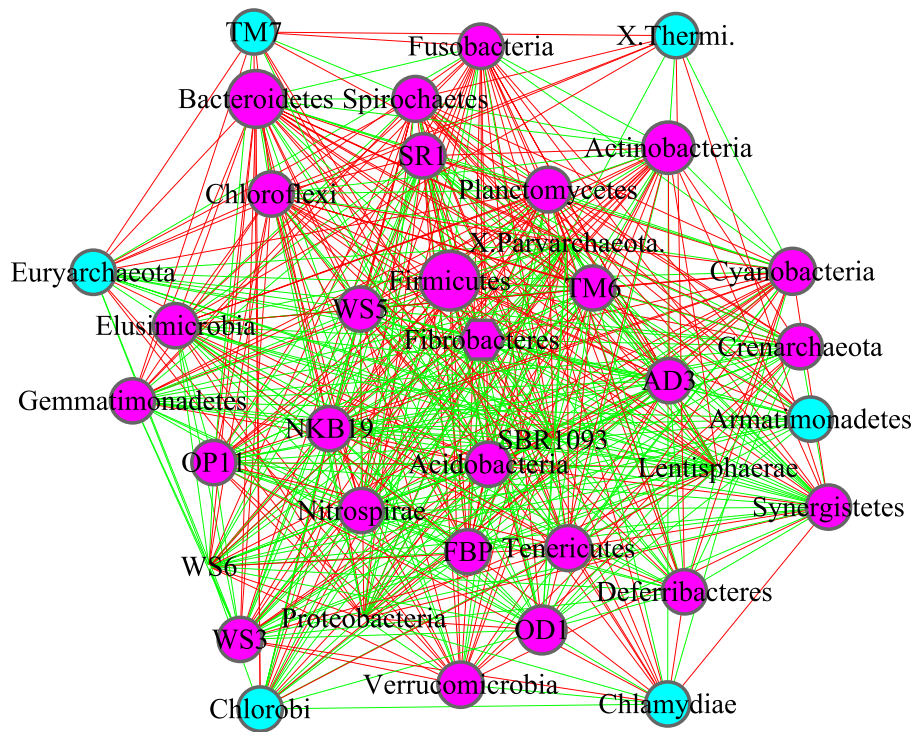 TM7
X.Thermi.
Fusobacteria
Bacteroidetes
Spirochaetes
Actinobacteria
SR1
Chloroflexi
Planctomycetes
X.Parvarchaeota.
Euryarchaeota
Firmicutes
TM6
Cyanobacteria
WS5
Elusimicrobia
Fibrobacteres
Crenarchaeota
AD3
Gemmatimonadetes
Armatimonadetes
NKB19
SBR1093
OP11
Acidobacteria
Lentisphaerae
Nitrospirae
Synergistetes
FBP
Tenericutes
WS6
Deferribacteres
Proteobacteria
WS3
OD1
Verrucomicrobia
Chlorobi
Chlamydiae